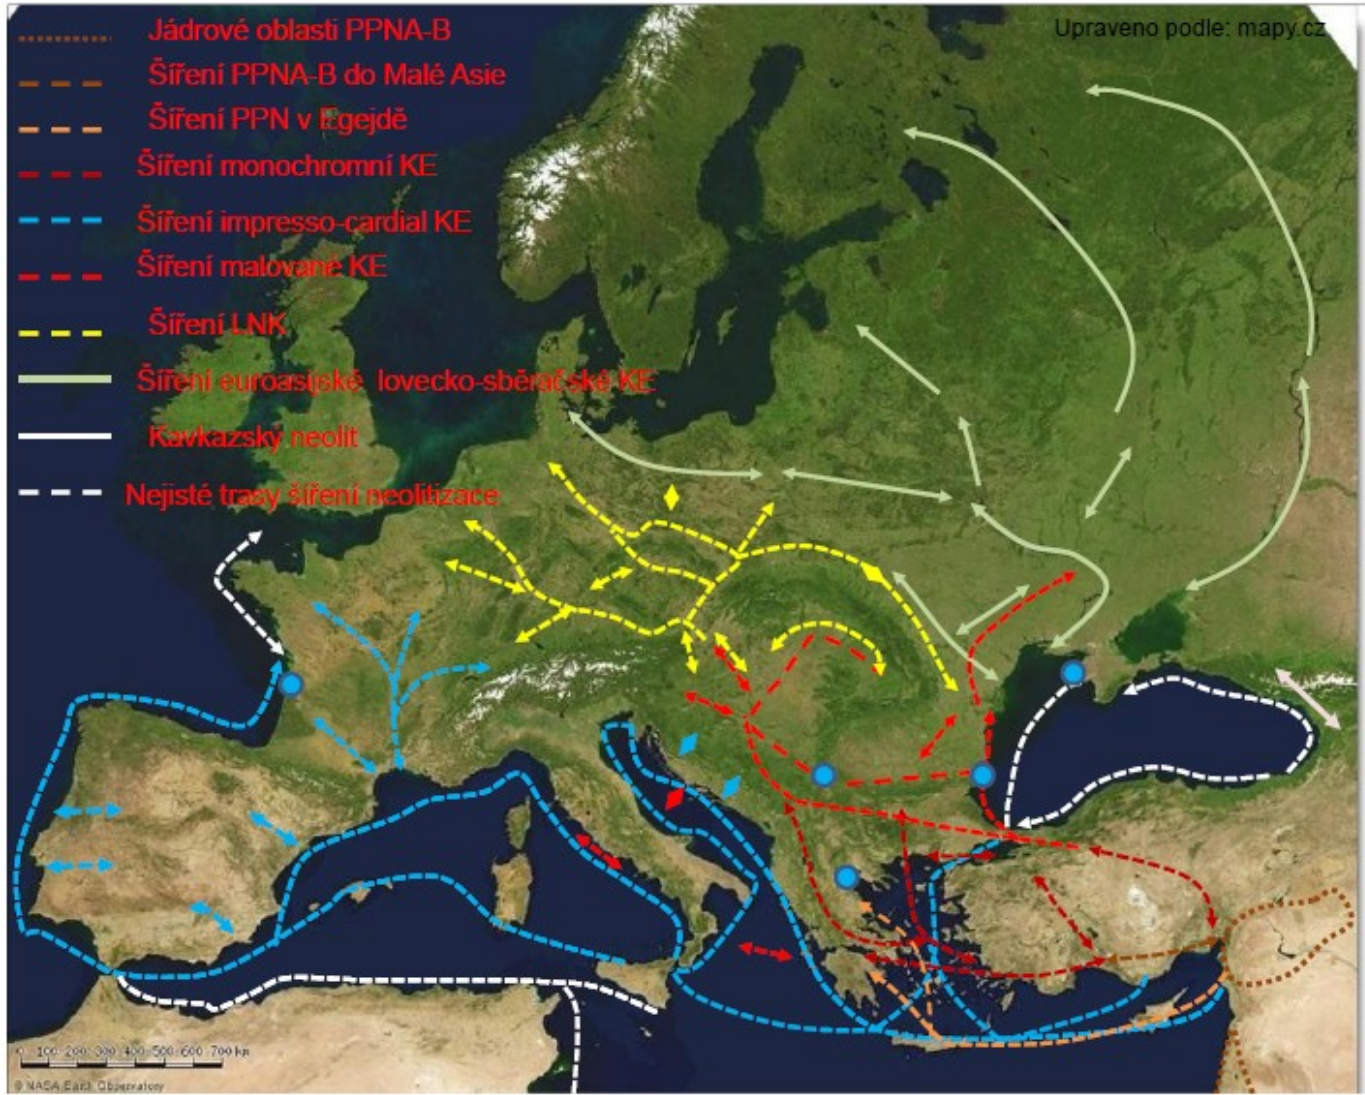 Upraveno podle: mapy.cz
Jádrové oblasti PPNA-B
Šíření PPNA-B do Malé Asie
Šíření PPN v Egejdě
Šíření monochromní KE
Šíření impresso-cardial KE
Šíření malované KE
Šíření LNK
Šíření euroasijské lovecko-sběračské KE
Kavkazský neolit
Nejisté trasy šíření neolitizace
0 100 200 300 400 500 600 700 km
© NASA Earth Observatory